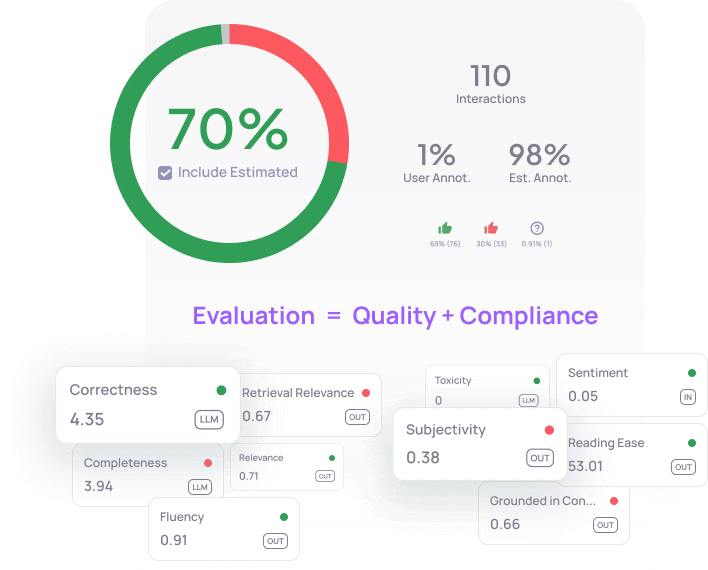 70%
Include Estimated
110
Interactions
1%
User Annot.
98%
Est. Annot.
69% (76)
30% (33)
0.91% (1)
Evaluation = Quality + Compliance
Correctness
4.35
LLM
Retrieval Relevance
0.67
OUT
Completeness
3.94
LLM
Relevance
0.71
OUT
Fluency
0.91
OUT
Toxicity
0
LLM
Sentiment
0.05
IN
Subjectivity
0.38
OUT
Reading Ease
53.01
OUT
Grounded in Con...
0.66
OUT